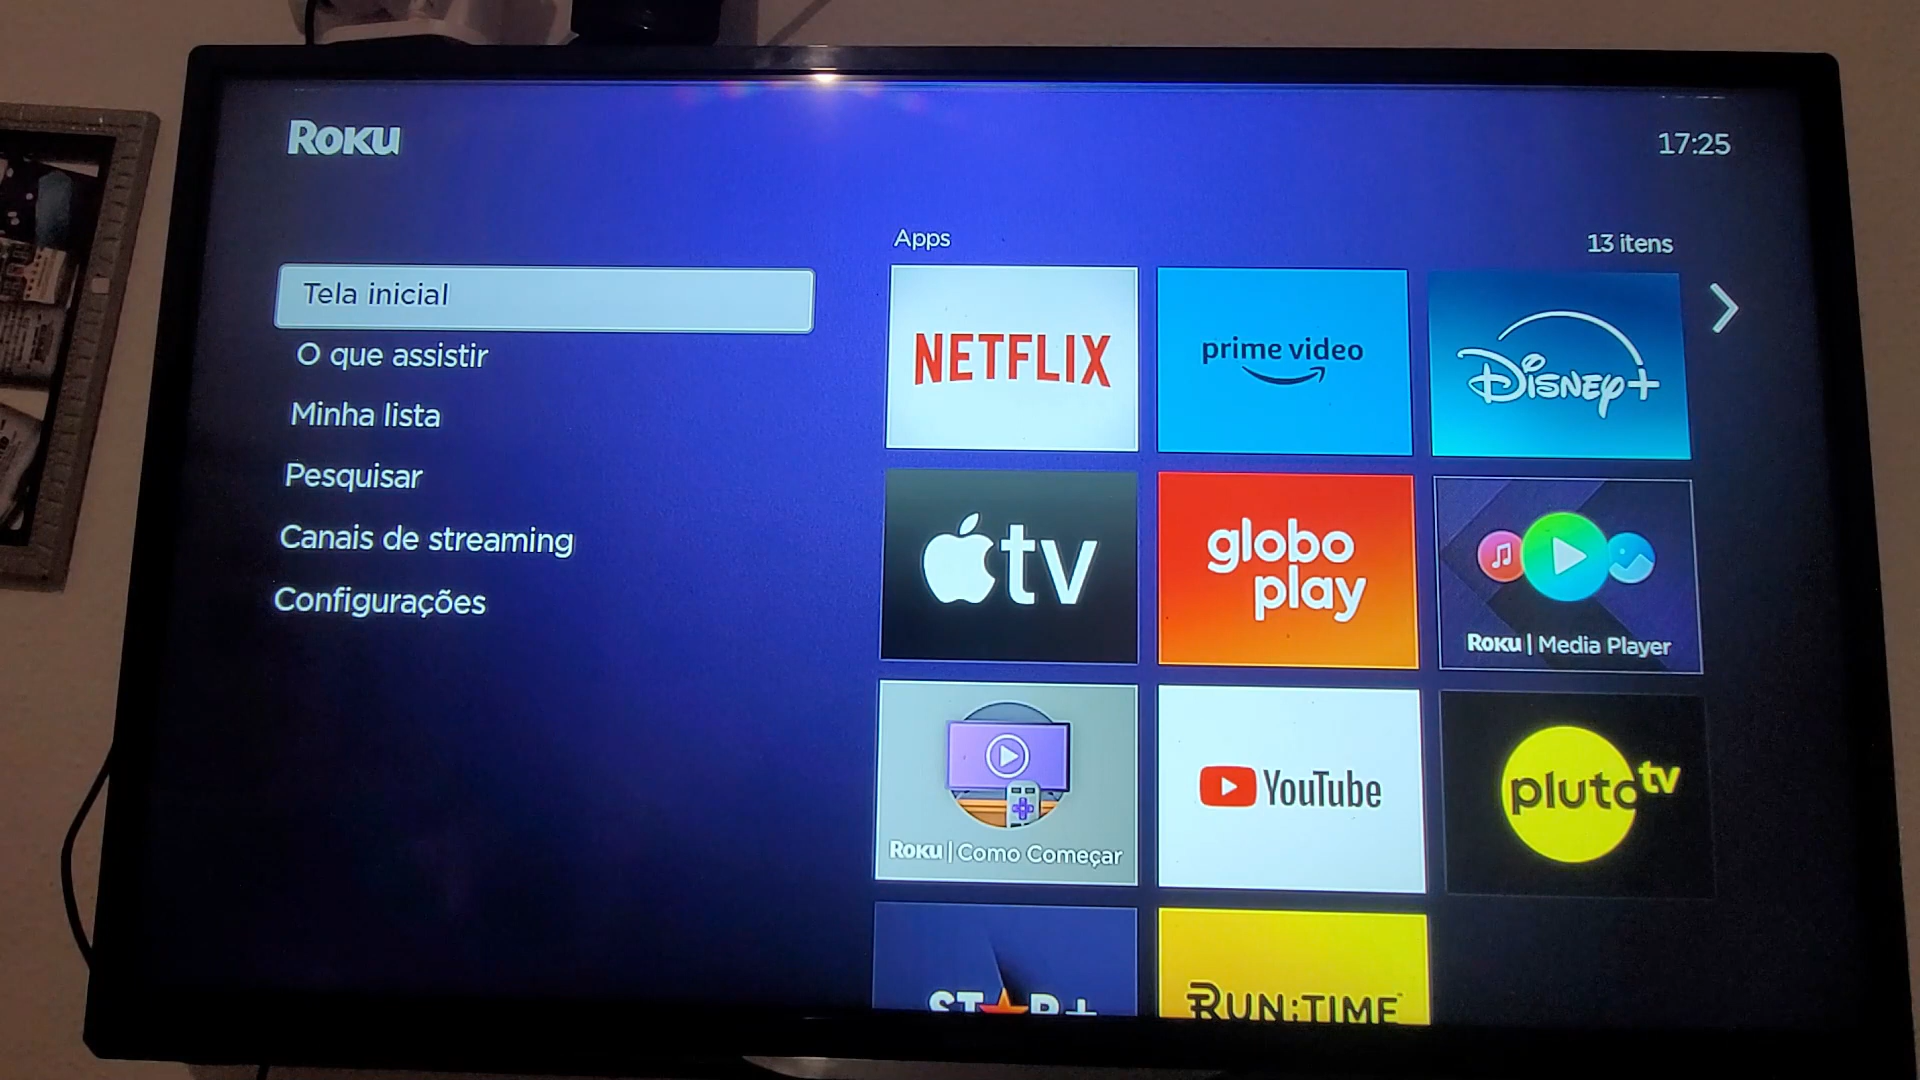 Roku
17:25
Tela inicial
O que assistir
Minha lista
Pesquisar
Canais de streaming
Configurações
Apps
13 itens
NETFLIX
prime video
Disney+
tv
globo
play
Roku | Media Player
Roku | Como Começar
YouTube
pluto tv
STAR+
RUN:TIME